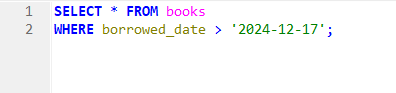 1 SELECT * FROM books
2 WHERE borrowed_date > '2024-12-17';